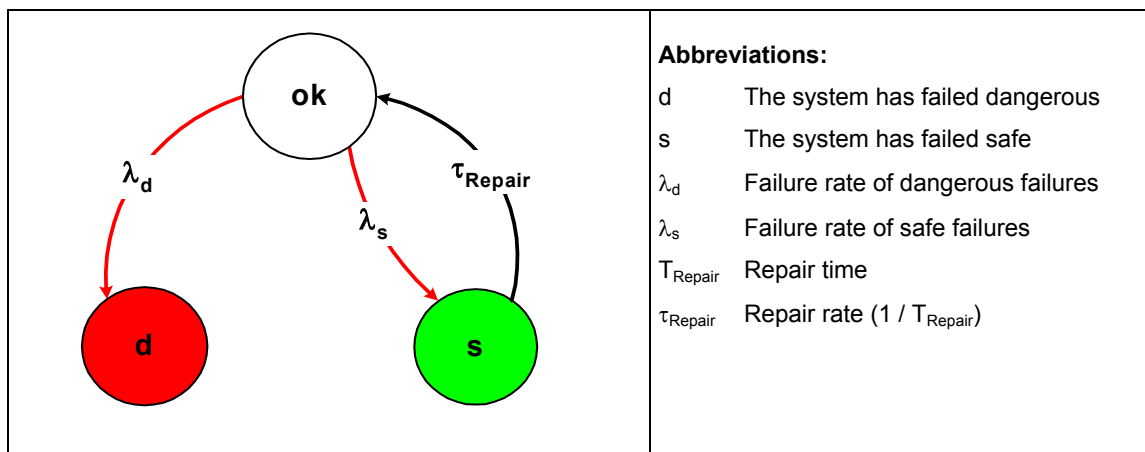 ok
λd
τRepair
λs
d
s
Abbreviations:
d The system has failed dangerous
s The system has failed safe
λd Failure rate of dangerous failures
λs Failure rate of safe failures
TRepair Repair time
τRepair Repair rate (1 / TRepair)